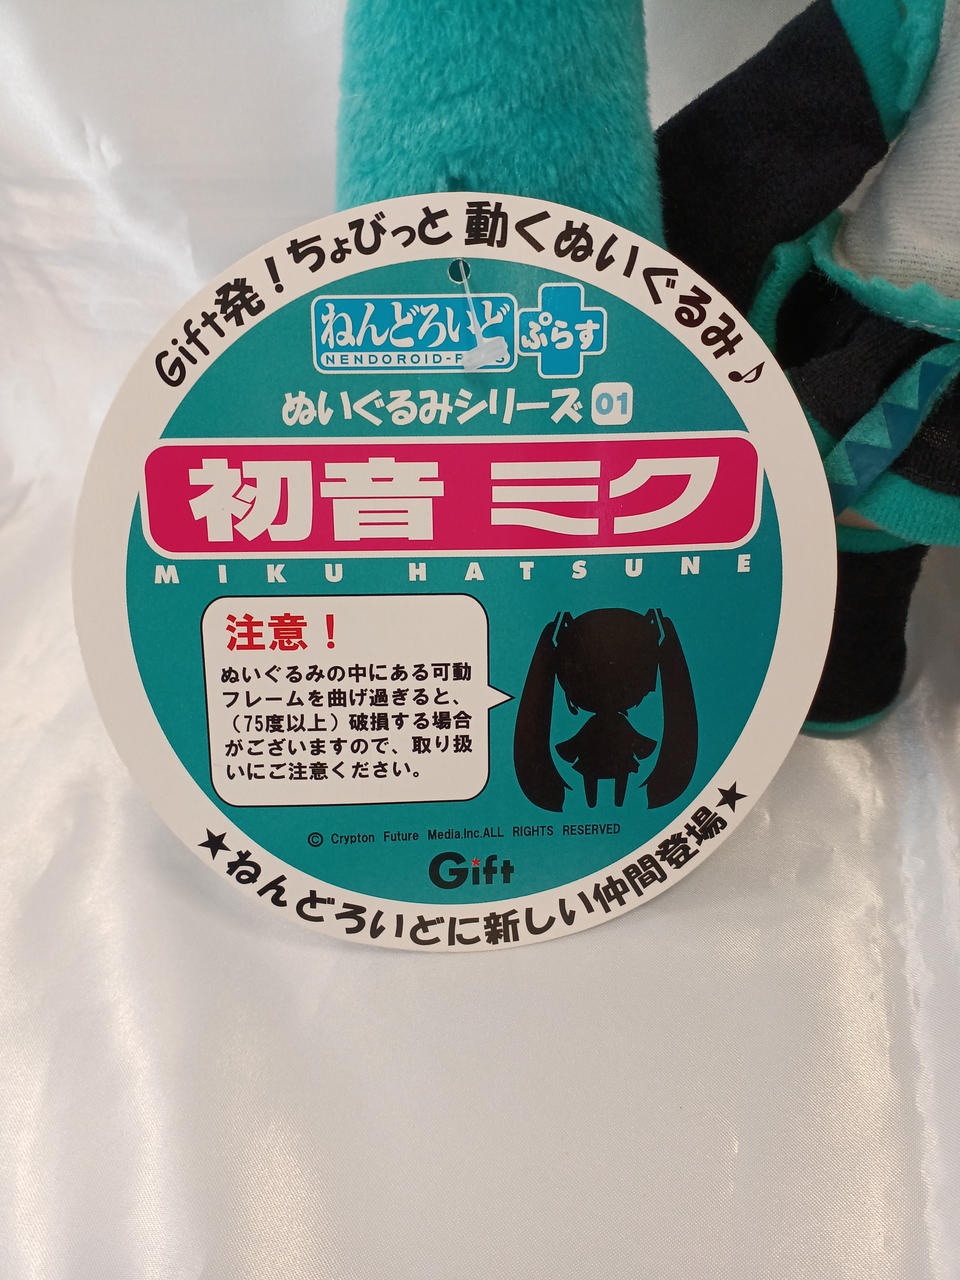 Gift発！ちょびっと 動くぬいぐるみ♪
ねんどろいど ぷらす
NENDOROID-PLUS
ぬいぐるみシリーズ 01
初音ミク
MIKU HATSUNE
注意！
ぬいぐるみの中にある可動
フレームを曲げ過ぎると、
（75度以上）破損する場合
がございますので、取り扱
いにご注意ください。
© Crypton Future Media,Inc.ALL RIGHTS RESERVED
Gift
★ねんどろいどに新しい仲間登場★